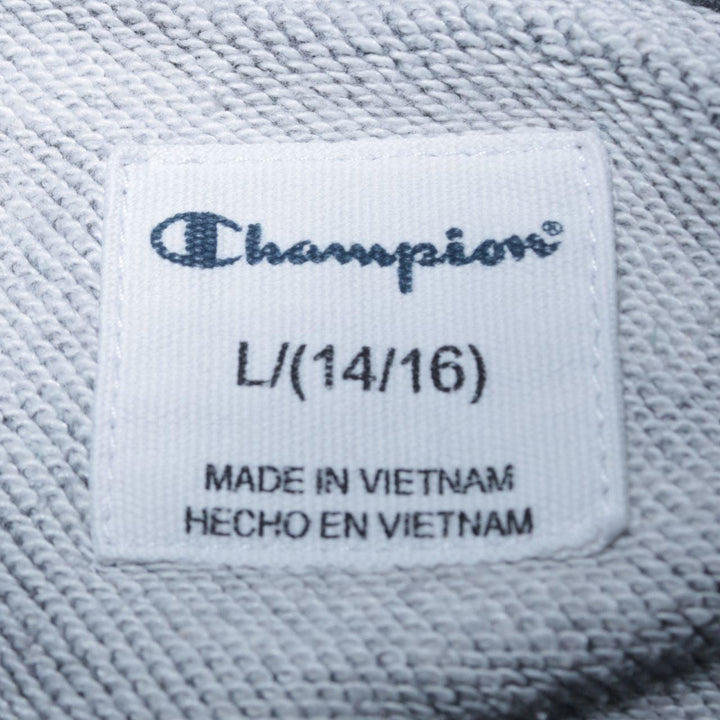 Champion®
L/(14/16)
MADE IN VIETNAM
HECHO EN VIETNAM